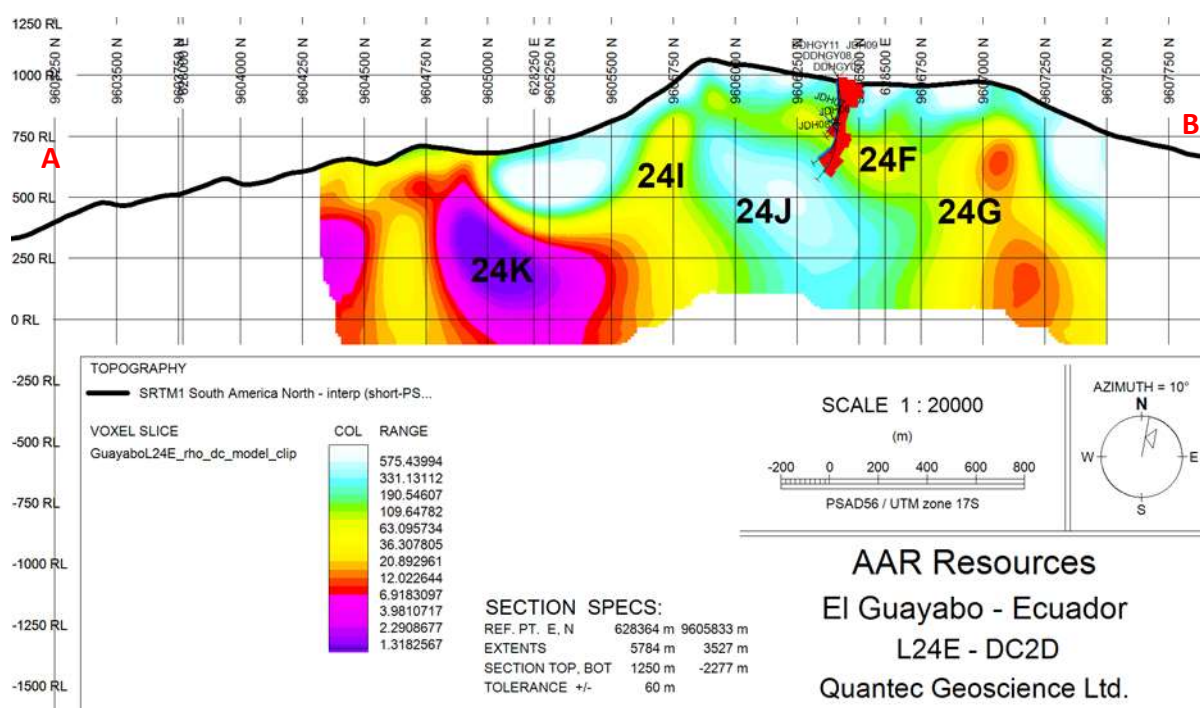 1250 RL
1000 RL
750 RL
500 RL
250 RL
0 RL
-250 RL
-500 RL
-750 RL
-1000 RL
-1250 RL
-1500 RL
9603250 N
9603500 N
628000 E
9604000 N
9604250 N
9604500 N
9604750 N
9605000 N
628250 E
9605250 N
9605500 N
9606000 N
9606250 N
628500 E
9606750 N
9607000 N
9607250 N
9607500 N
9607750 N
A
B
24I
24F
24J
24G
24K
TOPOGRAPHY
SRTM1 South America North - interp (short-PS...
VOXEL SLICE
GuayaboL24E_rho_dc_model_clip
COL RANGE
575.43994
331.13112
190.54607
109.64782
63.095734
36.307805
20.892961
12.022644
6.9183097
3.9810717
2.2908677
1.3182567
SECTION SPECS:
REF. PT. E, N 628364 m 9605833 m
EXTENTS 5784 m 3527 m
SECTION TOP, BOT 1250 m -2277 m
TOLERANCE +/- 60 m
SCALE 1 : 20000
(m)
-200 0 200 400 600 800
PSAD56 / UTM zone 17S
AZIMUTH = 10°
N
W E
S
AAR Resources
El Guayabo - Ecuador
L24E - DC2D
Quantec Geoscience Ltd.